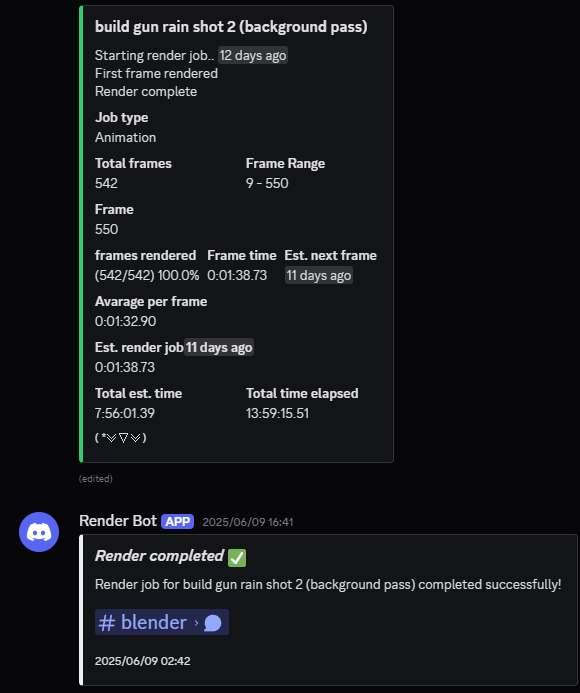 build gun rain shot 2 (background pass)
Starting render job.. 12 days ago
First frame rendered
Render complete
Job type
Animation
Total frames Frame Range
542 9 - 550
Frame
550
frames rendered Frame time Est. next frame
(542/542) 100.0% 0:01:38.73 11 days ago
Avarage per frame
0:01:32.90
Est. render job 11 days ago
0:01:38.73
Total est. time Total time elapsed
7:56:01.39 13:59:15.51
( *︾▽︾)
(edited)
Render Bot APP 2025/06/09 16:41
Render completed ✅
Render job for build gun rain shot 2 (background pass) completed successfully!
# blender ›
2025/06/09 02:42